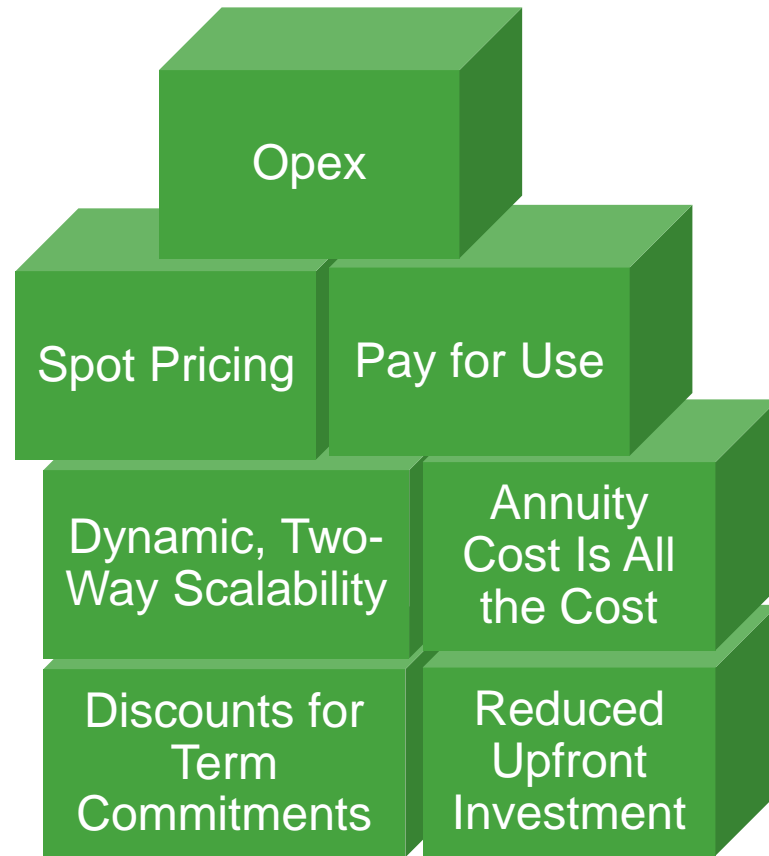 Opex
Spot Pricing
Pay for Use
Dynamic, Two-
Way Scalability
Annuity
Cost Is All
the Cost
Discounts for
Term
Commitments
Reduced
Upfront
Investment